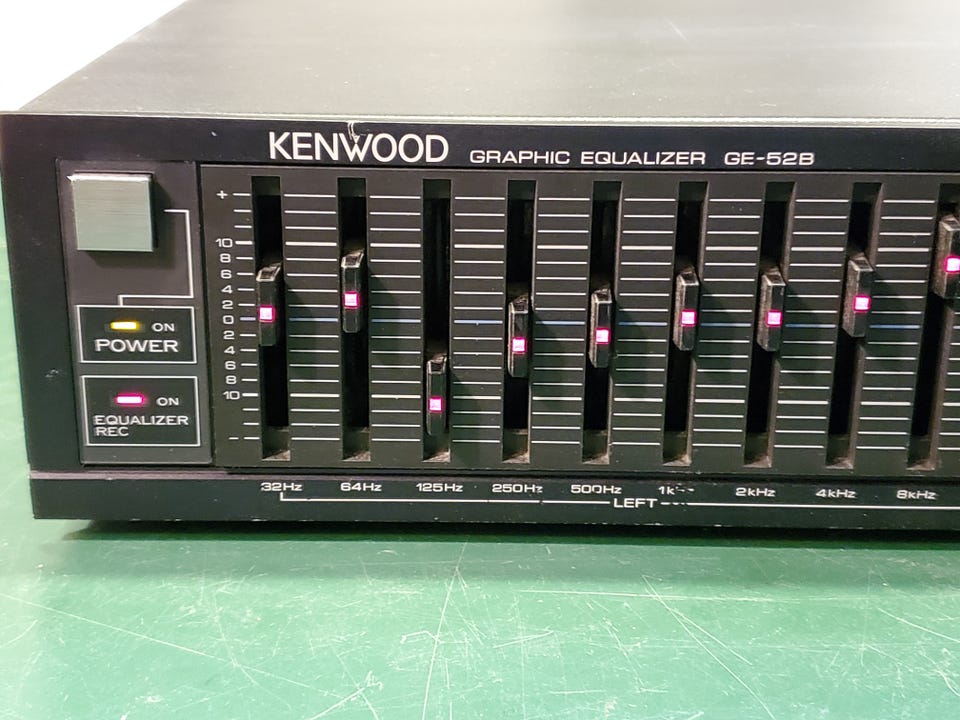 KENWOOD GRAPHIC EQUALIZER GE-52B
+
10
8
6
4
2
0
2
4
6
8
10
-
ON
POWER
ON
EQUALIZER
REC
32Hz 64Hz 125Hz 250Hz 500Hz 2kHz 4kHz 8kHz
LEFT